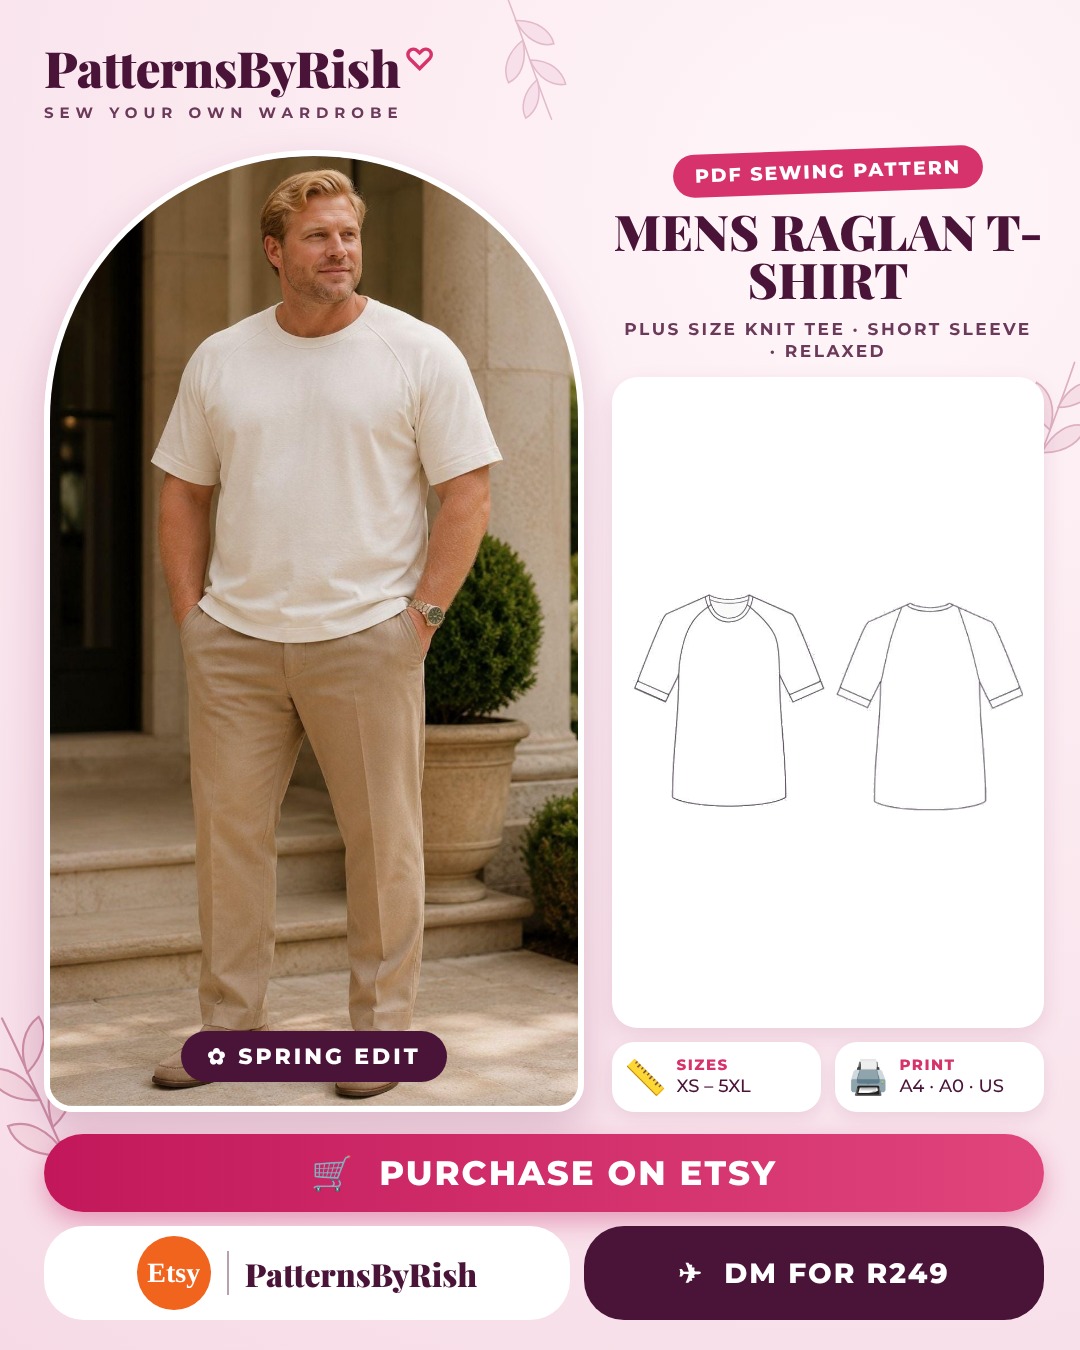 PatternsByRish
SEW YOUR OWN WARDROBE
PDF SEWING PATTERN
MENS RAGLAN T-
SHIRT
PLUS SIZE KNIT TEE · SHORT SLEEVE
· RELAXED
✿ SPRING EDIT
SIZES
XS – 5XL
PRINT
A4 · A0 · US
PURCHASE ON ETSY
Etsy
PatternsByRish
✈ DM FOR R249